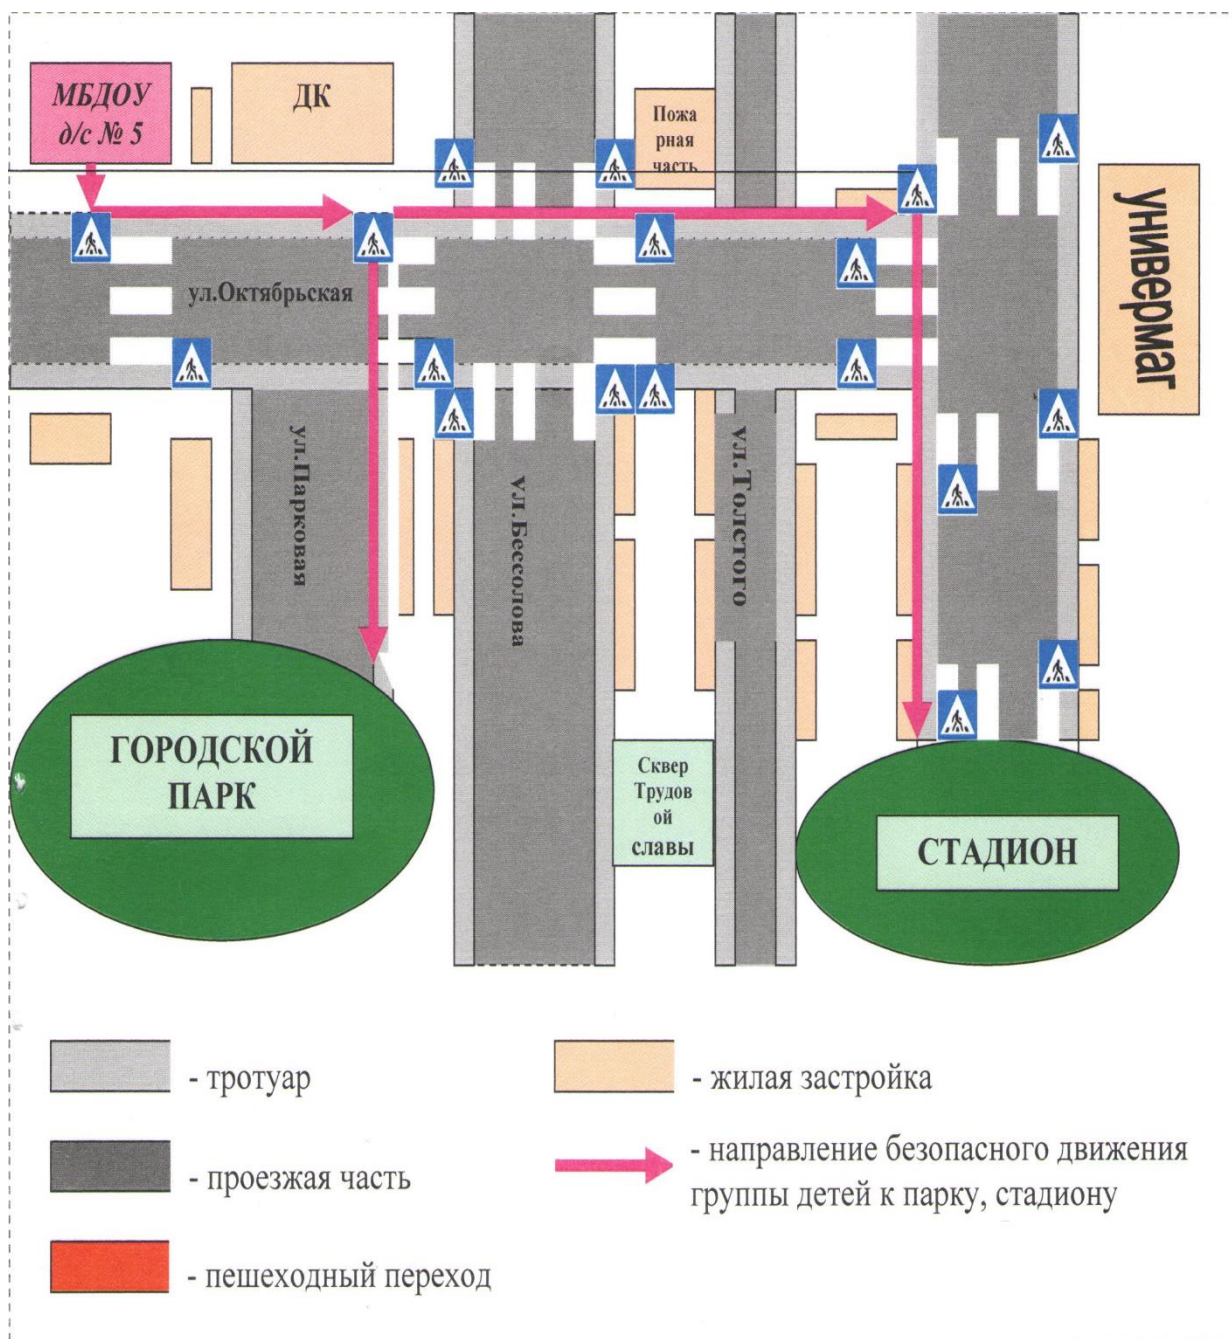 МБДОУ
д/с № 5
ДК
Пожа
рная
часть
универмаг
ул.Октябрьская
ул.Парковая
ул.Бессолова
ул.Толстого
ГОРОДСКОЙ
ПАРК
Сквер
Трудов
ой
славы
СТАДИОН
- тротуар
- жилая застройка
- проезжая часть
- направление безопасного движения
группы детей к парку, стадиону
- пешеходный переход